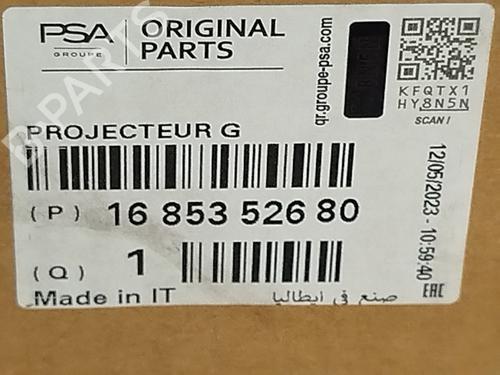 PSA
GROUPE
ORIGINAL
PARTS
qr.groupe-psa.com
KFQTX1
HY8N5N
SCAN !
PROJECTEUR G
(P) 16 853 526 80
(Q) 1
Made in IT
صنع في ايطاليا
12/05/2023 - 10:59:40
EAC
B-PARTS